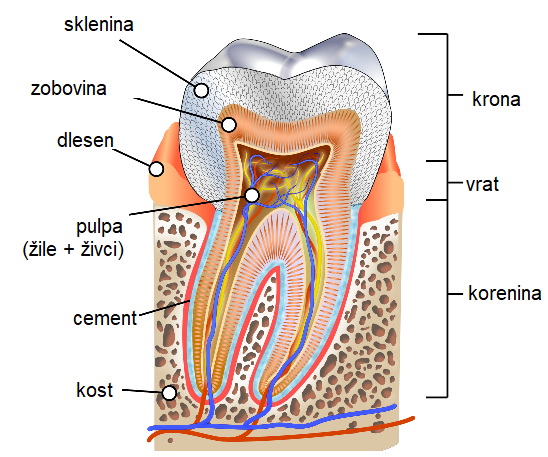 sklenina
zobovina
dlesen
pulpa
(žile + živci)
cement
kost
krona
vrat
korenina